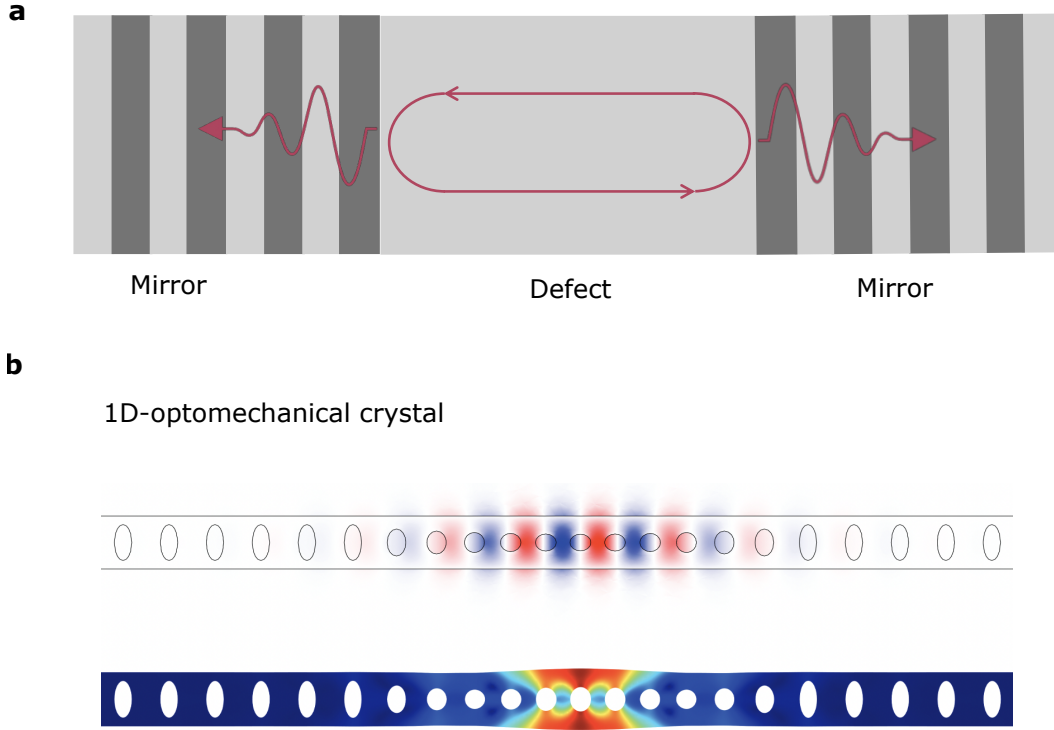 a
Mirror
Defect
Mirror
b
1D-optomechanical crystal